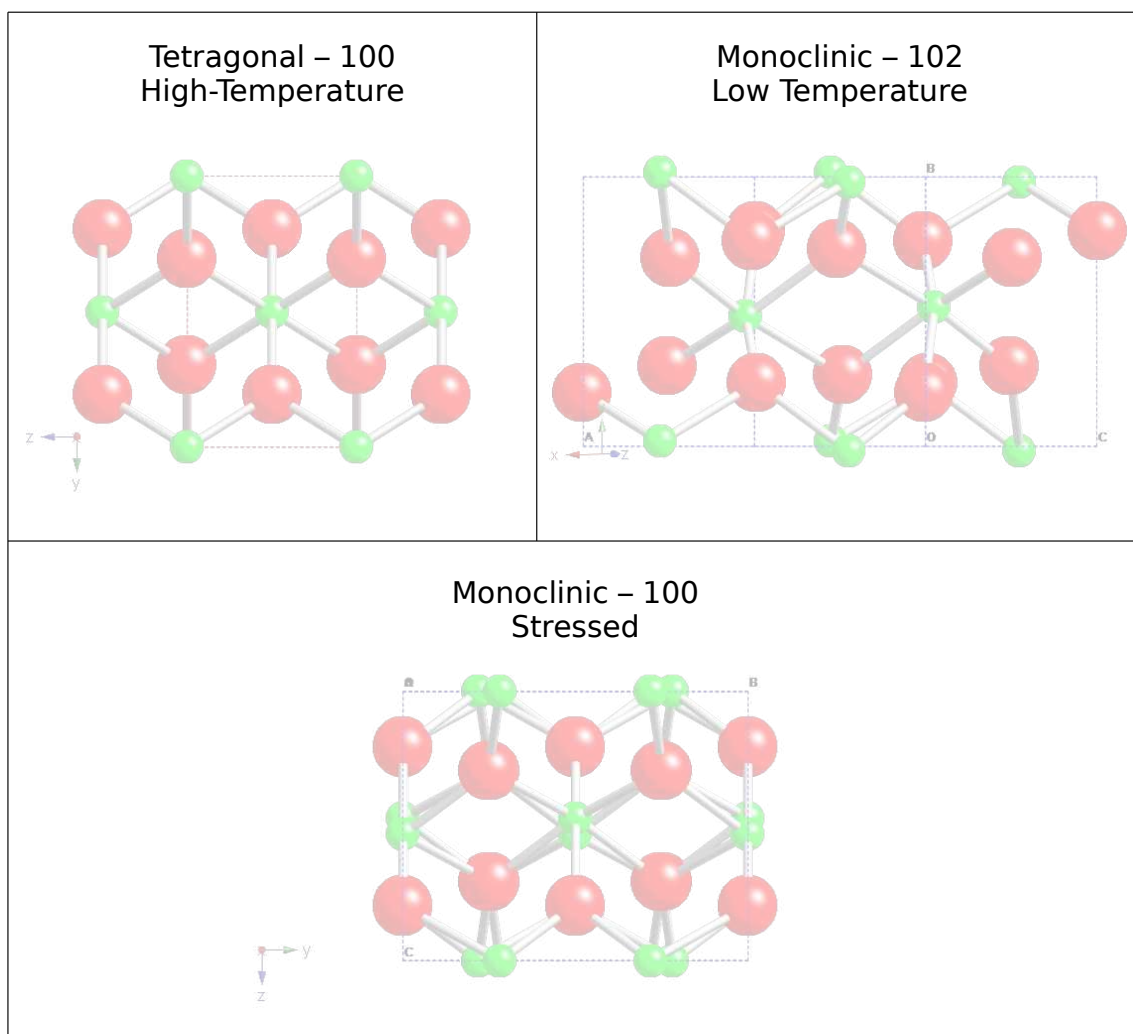 Tetragonal – 100
High-Temperature
Monoclinic – 102
Low Temperature
B
z
y
A
O
C
x
z
Monoclinic – 100
Stressed
B
C
y
z